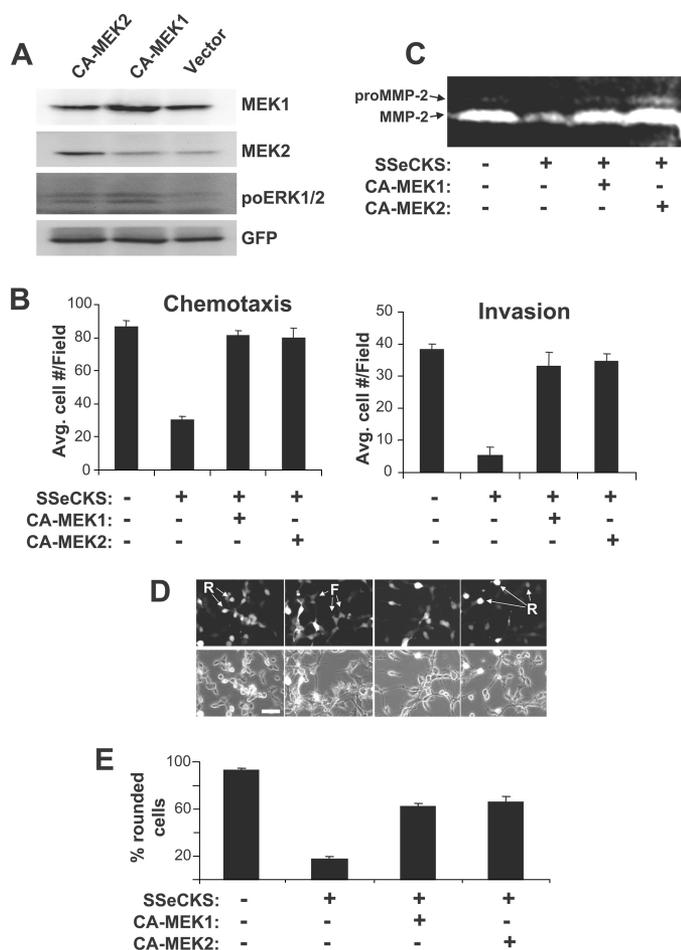 A
CA-MEK2 CA-MEK1 Vector
MEK1
MEK2
poERK1/2
GFP
C
proMMP-2
MMP-2
SSeCKS: - + + +
CA-MEK1: - - + -
CA-MEK2: - - - +
B
Chemotaxis
Avg. cell #/Field
100
80
60
40
20
0
SSeCKS: - + + +
CA-MEK1: - - + -
CA-MEK2: - - - +
Invasion
Avg. cell #/Field
50
40
30
20
10
0
- + + +
- - + -
- - - +
D
R F R
E
% rounded
cells
100
60
20
SSeCKS: - + + +
CA-MEK1: - - + -
CA-MEK2: - - - +